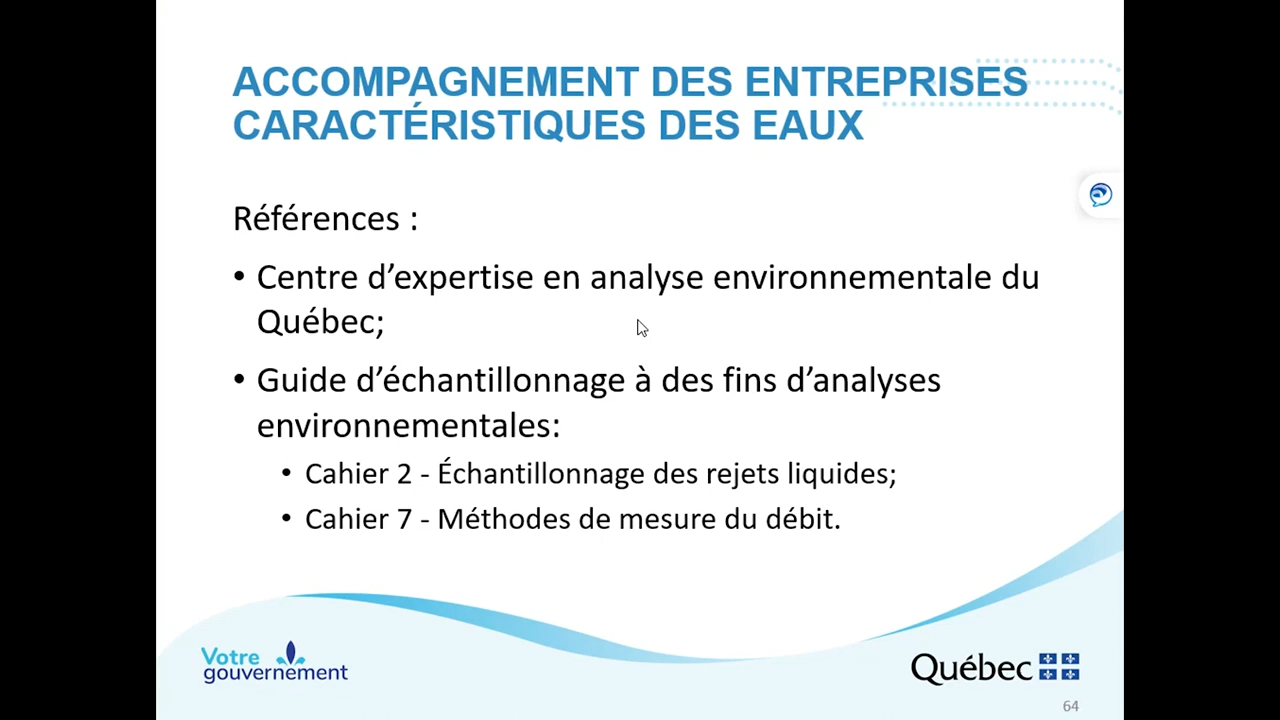 ACCOMPAGNEMENT DES ENTREPRISES
CARACTÉRISTIQUES DES EAUX
Références :
• Centre d’expertise en analyse environnementale du
Québec;
• Guide d’échantillonnage à des fins d’analyses
environnementales:
• Cahier 2 - Échantillonnage des rejets liquides;
• Cahier 7 - Méthodes de mesure du débit.
Votre
gouvernement
Québec
64